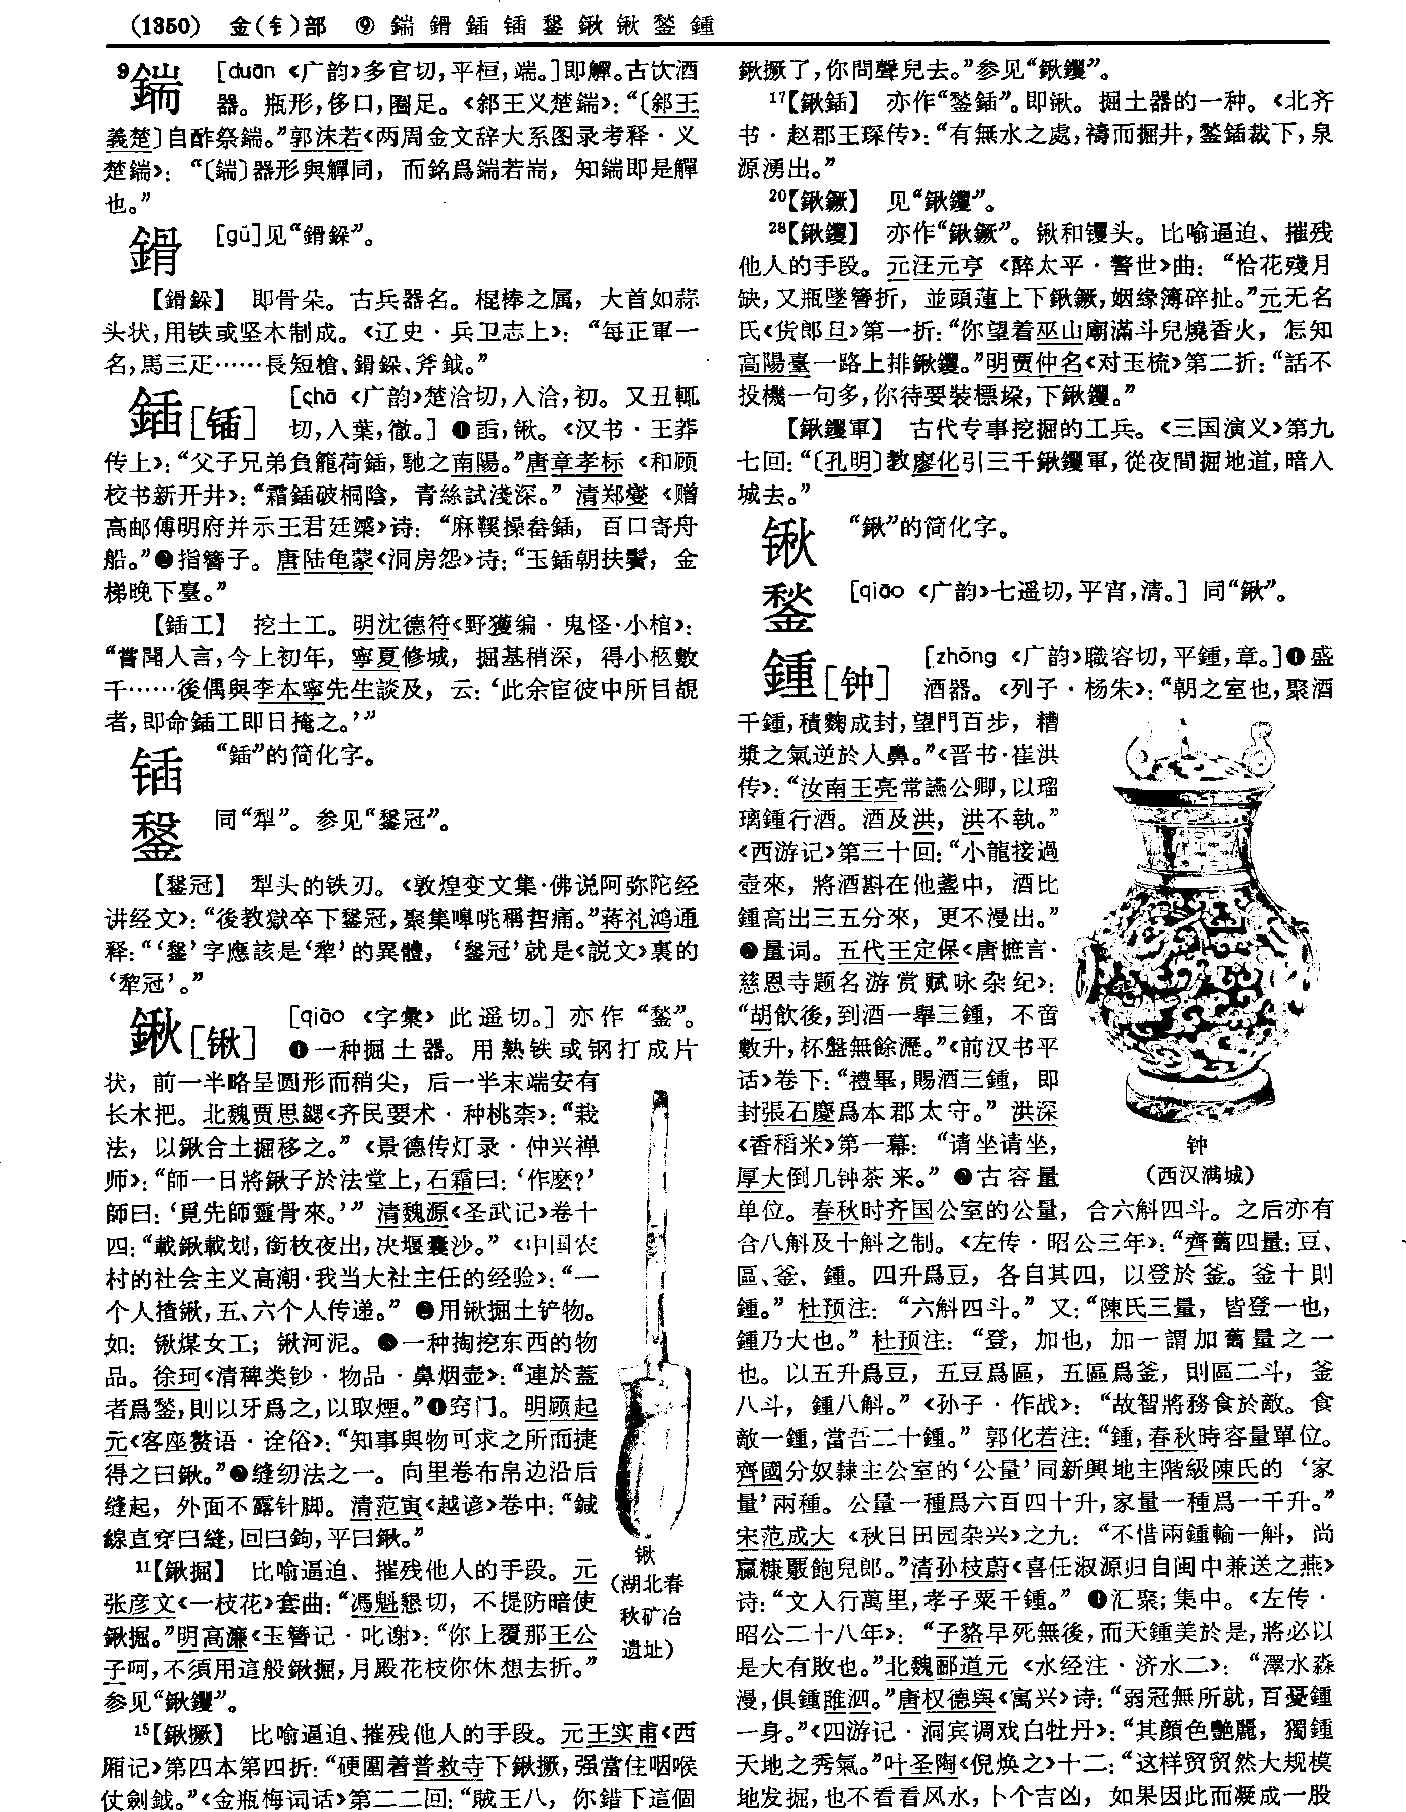 (1350) 金(钅)部 ⑨ 鍴 鍆 鍤 锸 鋫 鍬 锹 鍫 鍾
9鍴 [duān《广韵》多官切,平桓,端。]即觶。古饮酒
器。瓶形,侈口,圈足。《郐王义楚鍴》:“〔郐王
義楚〕自酢祭鍴。”郭沫若《两周金文辞大系图录考释·义
楚鍴》:“〔鍴〕器形與觶同,而銘爲鍴若耑,知鍴即是觶
也。”
[gǔ]见“䤉鎟”。
即骨朵。古兵器名。棍棒之属,大首如蒜
头状,用铁或坚木制成。《辽史·兵卫志上》:“每正軍一
名,馬三疋……長短槍、斧鉞。”
鍤[锸] [chā《广韵》楚洽切,入洽,初。又丑輒
切,入葉,徹。]❶臿,锹。《汉书·王莽
传上》:“父子兄弟負籠荷鍤,馳之南陽。”唐章孝标《和顾
校书新开井》:“霜鍤破桐陰,青絲試淺深。”清郑燮《赠
高邮傅明府并示王君廷》诗:“麻鞵操畚鍤,百口寄舟
船。”❷指簪子。唐陆龟蒙《洞房怨》诗:“玉鍤朝扶鬢,金
梯晚下臺。”
【鍤工】 挖土工。明沈德符《野獲编·鬼怪·小棺》:
“嘗聞人言,今上初年,寧夏修城,掘基稍深,得小柩數
千……後偶與李本寧先生談及,云:‘此余宦彼中所目覩
者,即命鍤工即日掩之。’”
锸 “鍤”的简化字。
同“犁”。参见“冠”。
犁头的铁刃。《敦煌变文集·佛说阿弥陀经
讲经文》:“後教獄卒下冠,聚集嘷咷稱哲痛。”蒋礼鸿通
释:“‘’字應該是‘犂’的異體,‘冠’就是《説文》裏的
‘犂冠’。”
鍬[锹] [qiāo《字彙》此遥切。]亦作“鍫”。
❶一种掘土器。用熟铁或钢打成片
状,前一半略呈圆形而稍尖,后一半末端安有
长木把。北魏贾思勰《齐民要术·种桃柰》:“栽
法,以鍬合土掘移之。”《景德传灯录·仲兴禅
师》:“師一日將鍬子於法堂上,石霜曰:‘作麽?’
師曰:‘覓先師靈骨來。’”清魏源《圣武记》卷十
四:“載鍬載划,銜枚夜出,决堰囊沙。”《中国农
村的社会主义高潮·我当大社主任的经验》:“一
个人揸鍬,五、六个人传递。”❷用锹掘土铲物。
如:锹煤女工;锹河泥。❸一种掏挖东西的物
品。徐珂《清稗类钞·物品·鼻烟壶》:“連於蓋
者爲鍫,則以牙爲之,以取煙。”❹窍门。明顾起
元《客座赘语·诠俗》:“知事與物可求之所而捷
得之曰鍬。”❺缝纫法之一。向里卷布帛边沿后
缝起,外面不露针脚。清范寅《越谚》卷中:“鍼
線直穿曰縫,回曰鉤,平曰鍬。”
锹
(湖北春
秋矿冶
遗址)
11【鍬掘】 比喻逼迫、摧残他人的手段。元
张彦文《一枝花》套曲:“馮魁懇切,不提防暗使
鍬掘。”明高濂《玉簪记·叱谢》:“你上覆那王公
子呵,不須用這般鍬掘,月殿花枝你休想去折。”
参见“鍬钁”。
15【鍬撅】 比喻逼迫、摧残他人的手段。元王实甫《西
厢记》第四本第四折:“硬圍着普救寺下鍬撅,强當住咽喉
仗劍鉞。”《金瓶梅词话》第二二回:“賊王八,你錯下這個
鍬撅了,你問聲兒去。”参见“鍬钁”。
17【鍬鍤】 亦作“鍫鍤”。即锹。掘土器的一种。《北齐
书·赵郡王琛传》:“有無水之處,禱而掘井,鍫鍤裁下,泉
源湧出。”
20【鍬鐝】 见“鍬钁”。
28【鍬钁】 亦作“鍬鐝”。锹和镢头。比喻逼迫、摧残
他人的手段。元汪元亨《醉太平·警世》曲:“恰花殘月
缺,又瓶墜簪折,並頭蓮上下鍬鐝,姻缘簿碎扯。”元无名
氏《货郎旦》第一折:“你望着巫山廟滿斗兒燒香火,怎知
高陽臺一路上排鍬钁。”明贾仲名《对玉梳》第二折:“話不
投機一句多,你待要裝標垛,下鍬钁。”
【鍬钁軍】 古代专事挖掘的工兵。《三国演义》第九
七回:“〔孔明〕教廖化引三千鍬钁軍,從夜間掘地道,暗入
城去。”
锹 “鍬”的简化字。
鍫 [qiāo《广韵》七遥切,平宵,清。]同“鍬”。
鍾[钟] [zhōng《广韵》職容切,平鍾,章。]❶盛
酒器。《列子·杨朱》:“朝之室也,聚酒
千鍾,積麴成封,望門百步,糟
漿之氣逆於人鼻。”《晋书·崔洪
传》:“汝南王亮常讌公卿,以瑠
璃鍾行酒。酒及洪,洪不執。”
《西游记》第三十回:“小龍接過
壺來,將酒斟在他盞中,酒比
鍾高出三五分來,更不漫出。”
❷量词。五代王定保《唐摭言·
慈恩寺题名游赏赋咏杂纪》:
“胡飲後,到酒一舉三鍾,不啻
數升,杯盤無餘瀝。”《前汉书平
话》卷下:“禮畢,賜酒三鍾,即
封張石慶爲本郡太守。”洪深
《香稻米》第一幕:“请坐请坐,
厚大倒几钟茶来。”❸古容量
钟
(西汉满城)
单位。春秋时齐国公室的公量,合六斛四斗。之后亦有
合八斛及十斛之制。《左传·昭公三年》:“齊舊四量:豆、
區、釜、鍾。四升爲豆,各自其四,以登於釜。釜十則
鍾。”杜预注:“六斛四斗。”又:“陳氏三量,皆登一也,
鍾乃大也。”杜预注:“登,加也,加一謂加舊量之一
也。以五升爲豆,五豆爲區,五區爲釜,則區二斗,釜
八斗,鍾八斛。”《孙子·作战》:“故智將務食於敵。食
敵一鍾,當吾二十鍾。”郭化若注:“鍾,春秋時容量單位。
齊國分奴隸主公室的‘公量’同新興地主階級陳氏的‘家
量’兩種。公量一種爲六百四十升,家量一種爲一千升。”
宋范成大《秋日田园杂兴》之九:“不惜兩鍾輸一斛,尚
贏糠覈飽兒郎。”清孙枝蔚《喜任淑源归自闽中兼送之燕》
诗:“文人行萬里,孝子粟千鍾。”❹汇聚;集中。《左传·
昭公二十八年》:“子貉早死無後,而天鍾美於是,將必以
是大有敗也。”北魏郦道元《水经注·济水二》:“澤水淼
漫,俱鍾睢泗。”唐权德舆《寓兴》诗:“弱冠無所就,百憂鍾
一身。”《四游记·洞宾调戏白牡丹》:“其顔色艷麗,獨鍾
天地之秀氣。”叶圣陶《倪焕之》十二:“这样贸贸然大规模
地发掘,也不看看风水,卜个吉凶,如果因此而凝成一股